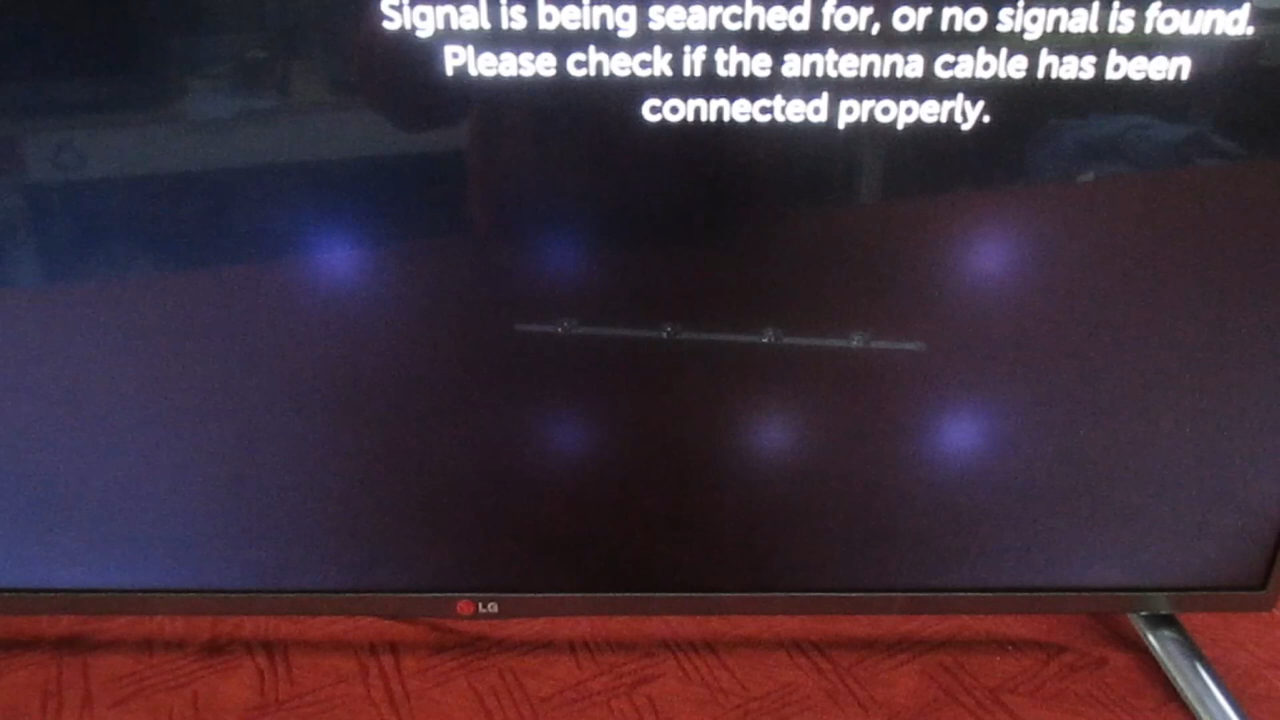 Signal is being searched for, or no signal is found.
Please check if the antenna cable has been
connected properly.
LG